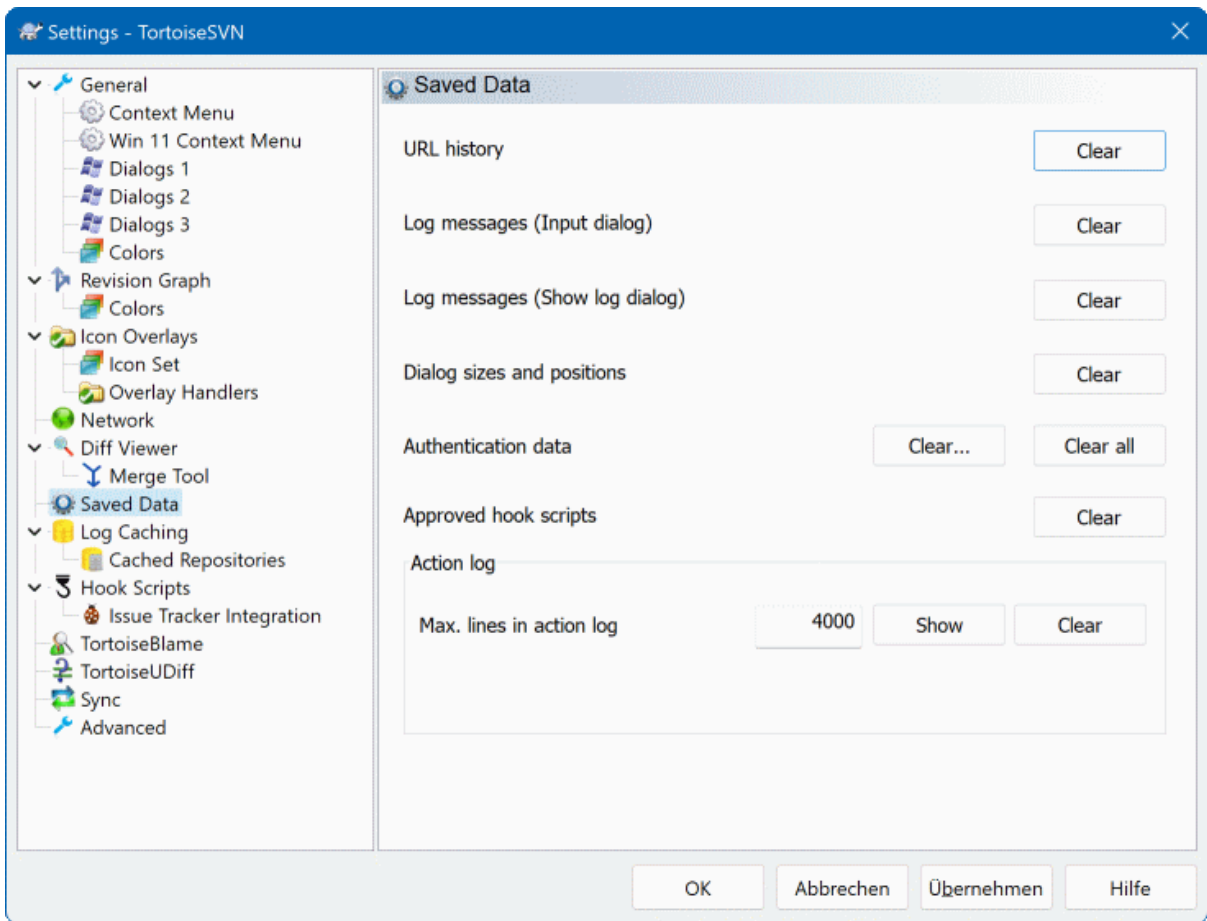 Settings - TortoiseSVN
General
Context Menu
Win 11 Context Menu
Dialogs 1
Dialogs 2
Dialogs 3
Colors
Revision Graph
Colors
Icon Overlays
Icon Set
Overlay Handlers
Network
Diff Viewer
Merge Tool
Saved Data
Log Caching
Cached Repositories
Hook Scripts
Issue Tracker Integration
TortoiseBlame
TortoiseUDiff
Sync
Advanced
Saved Data
URL history Clear
Log messages (Input dialog) Clear
Log messages (Show log dialog) Clear
Dialog sizes and positions Clear
Authentication data Clear... Clear all
Approved hook scripts Clear
Action log
Max. lines in action log 4000 Show Clear
OK Abbrechen Übernehmen Hilfe